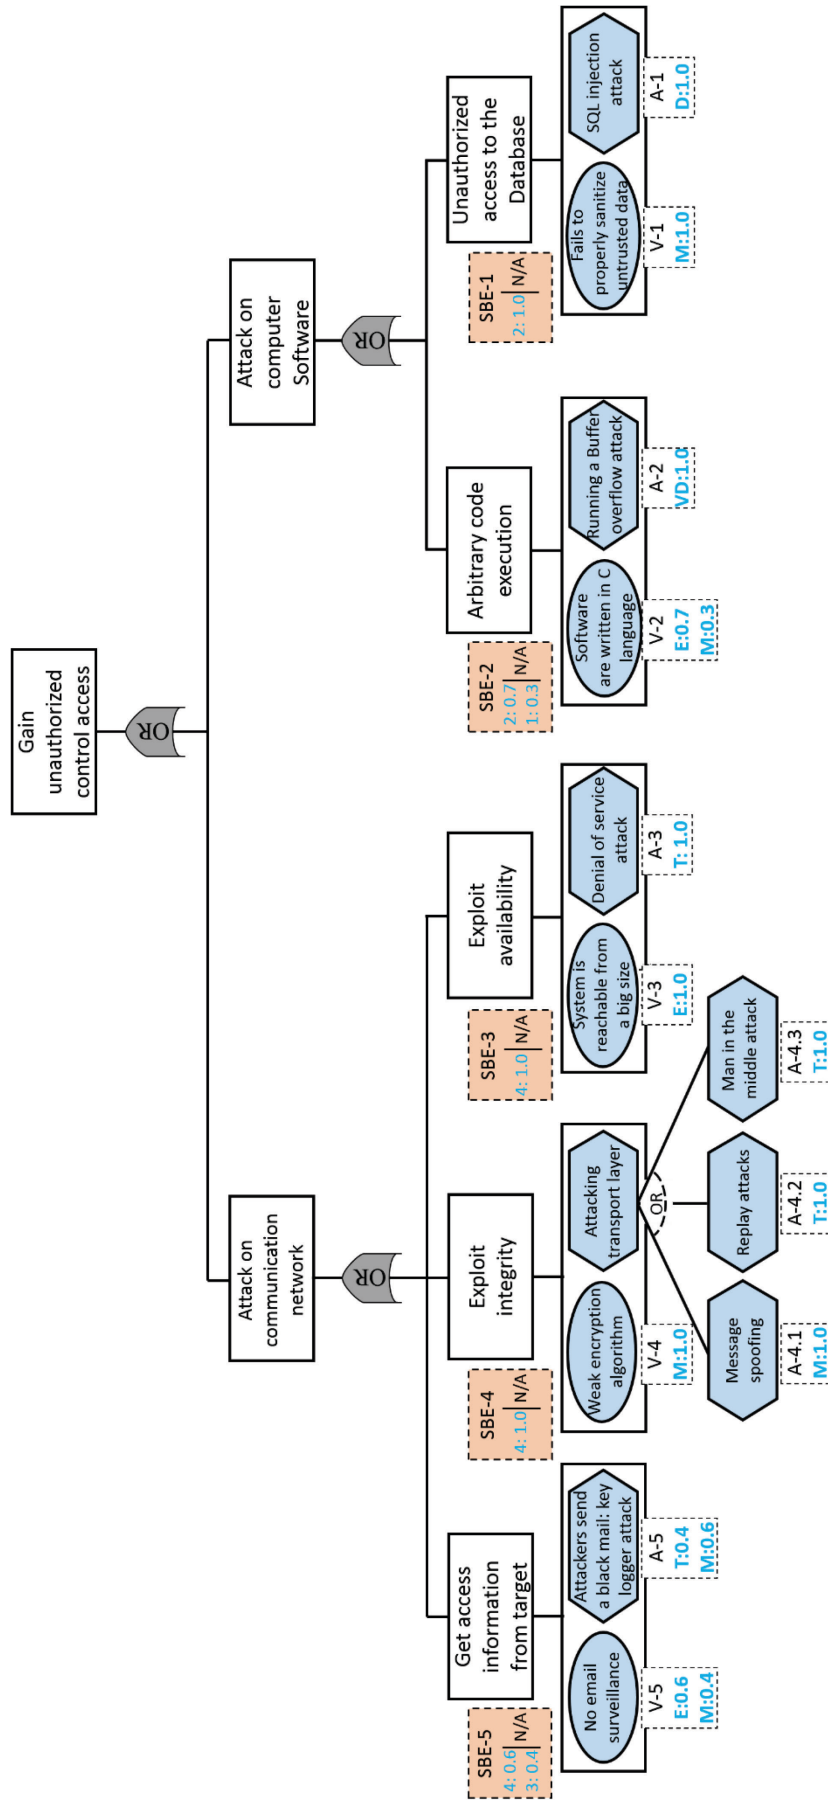 Gain
unauthorized
control access
OR
Attack on
communication
network
Attack on
computer
Software
OR
OR
Get access
information
from target
Exploit
integrity
Exploit
availability
Arbitrary code
execution
Unauthorized
access to the
Database
SBE-5
4: 0.6
3: 0.4
N/A
SBE-4
4: 1.0
N/A
SBE-3
4: 1.0
N/A
SBE-2
2: 0.7
1: 0.3
N/A
SBE-1
2: 1.0
N/A
No email
surveillance
Attackers send
a black mail: key
logger attack
Weak encryption
algorithm
Attacking
transport layer
System is
reachable from
a big size
Denial of service
attack
Software
are written in C
language
Running a Buffer
overflow attack
Fails to
properly sanitize
untrusted data
SQL injection
attack
V-5
E:0.6
M:0.4
A-5
T:0.4
M:0.6
V-4
M:1.0
OR
V-3
E:1.0
A-3
T: 1.0
V-2
E:0.7
M:0.3
A-2
VD:1.0
V-1
M:1.0
A-1
D:1.0
Message
spoofing
Replay attacks
Man in the
middle attack
A-4.1
M:1.0
A-4.2
T:1.0
A-4.3
T:1.0